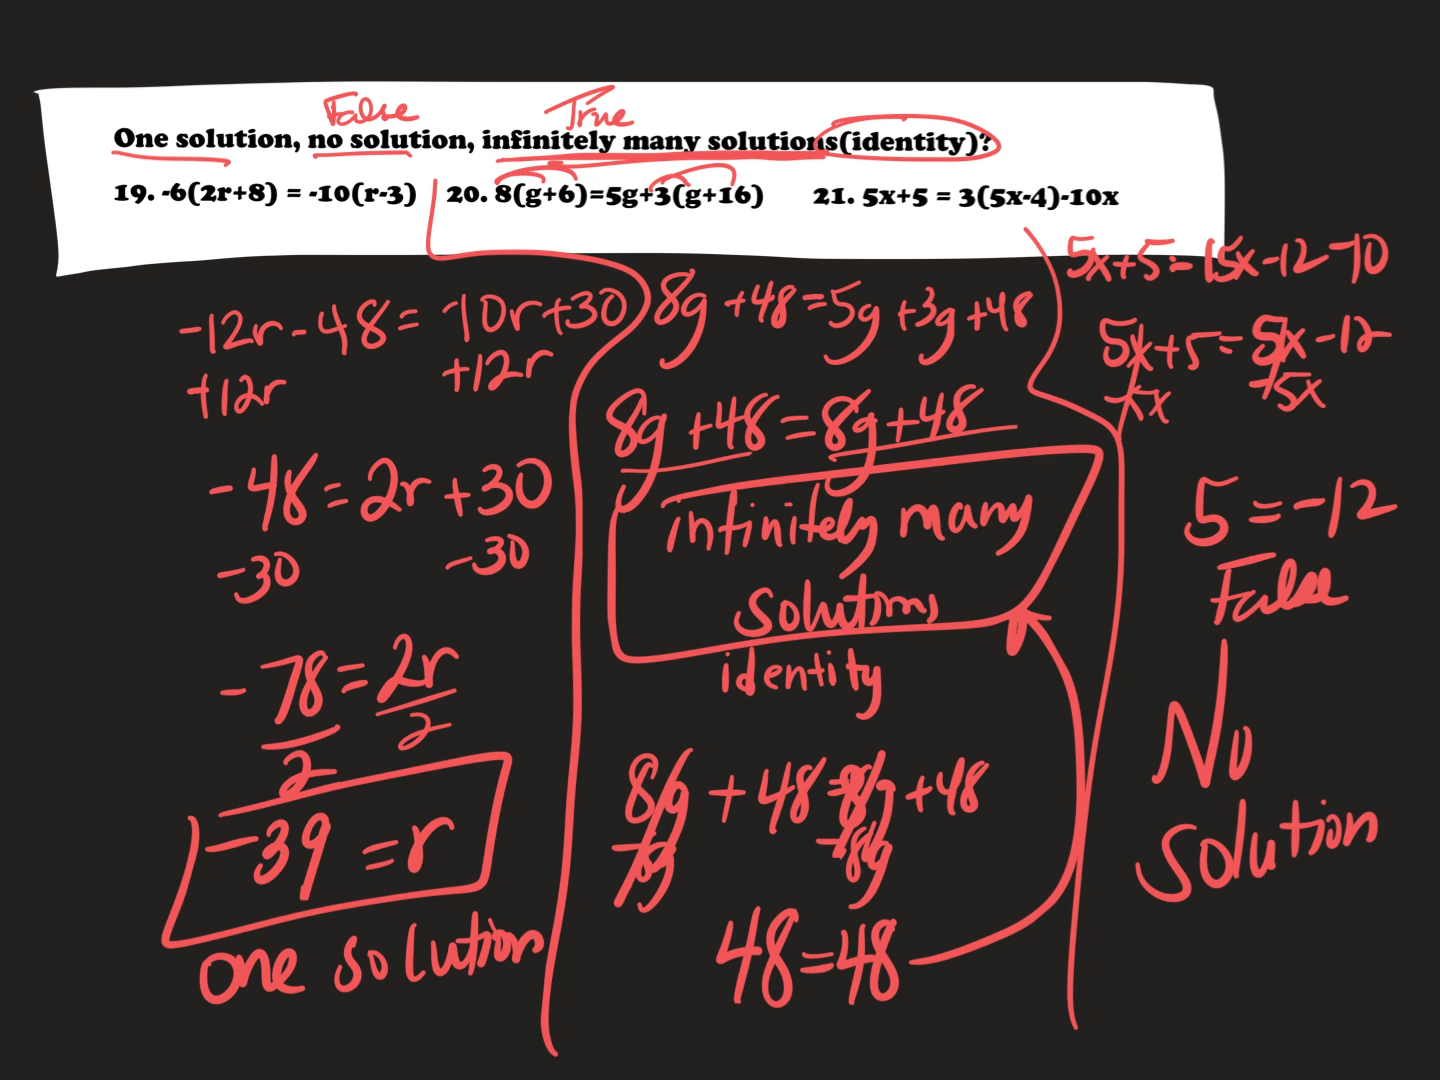 False True
One solution, no solution, infinitely many solutions(identity)?
19. -6(2r+8) = -10(r-3) 20. 8(g+6)=5g+3(g+16) 21. 5x+5 = 3(5x-4)-10x
-12r-48= -10r+30
+12r +12r
-48=2r+30
-30 -30
-78=2r
2 2
-39=r
one solution
8g+48=5g+3g+48
8g+48=8g+48
infinitely many
solutions
identity
8g+48=8g+48
-8g -8g
48=48
5x+5=15x-12-10
5x+5=5x-12
-5x -5x
5=-12
False
No
solution